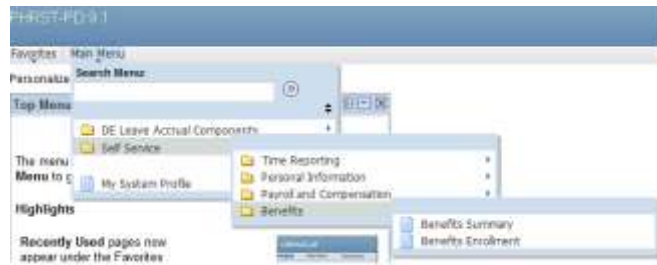 PHRST-PD 9.1
Favorites Main Menu
Personalize
Search Menu:
Top Menu
DE Leave Accrual Components
Self Service
The menu
Menu to
My System Profile
Time Reporting
Personal Information
Payroll and Compensation
Benefits
Highlights
Benefits Summary
Benefits Enrollment
Recently Used pages now
appear under the Favorites